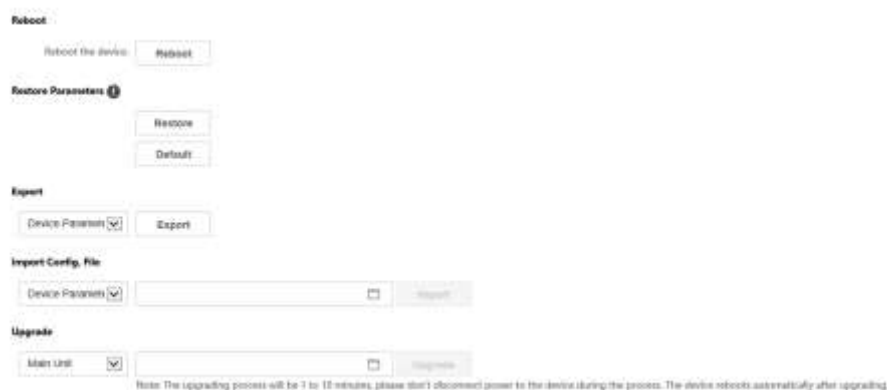 Reboot
Reboot the device. Reboot
Restore Parameters
Restore
Default
Export
Device Paramete Export
Import Config. File
Device Paramete Import
Upgrade
Main Unit Upgrade
Note: The upgrading process will be 1 to 10 minutes, please don't disconnect power to the device during the process. The device reboots automatically after upgrading.